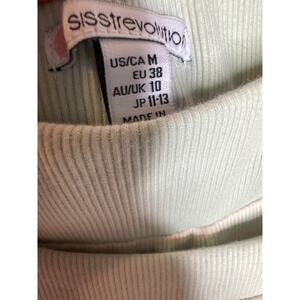 sisstrevolution
US/CA M
EU 38
AU/UK 10
JP 11-13
MADE IN